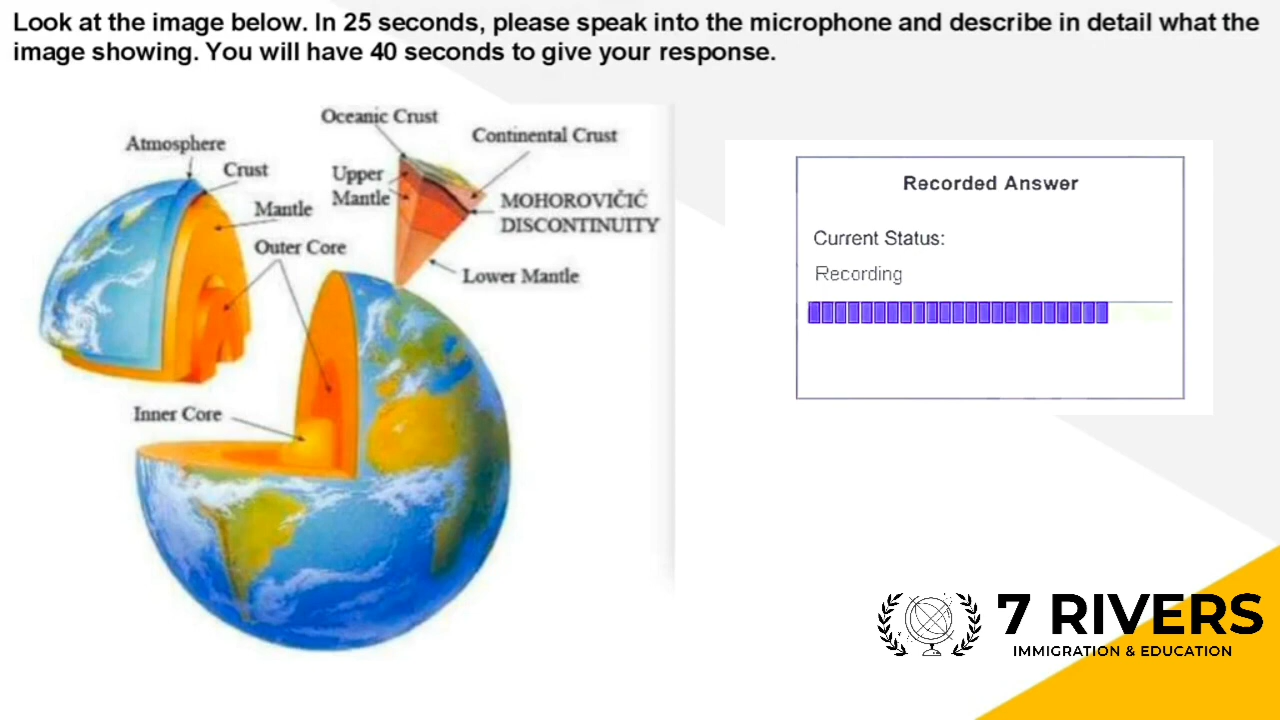 Look at the image below. In 25 seconds, please speak into the microphone and describe in detail what the
image showing. You will have 40 seconds to give your response.
Oceanic Crust
Continental Crust
Atmosphere
Crust
Upper
Mantle
MOHOROVIČIĆ
DISCONTINUITY
Mantle
Outer Core
Lower Mantle
Inner Core
Recorded Answer
Current Status:
Recording
7 RIVERS
IMMIGRATION & EDUCATION